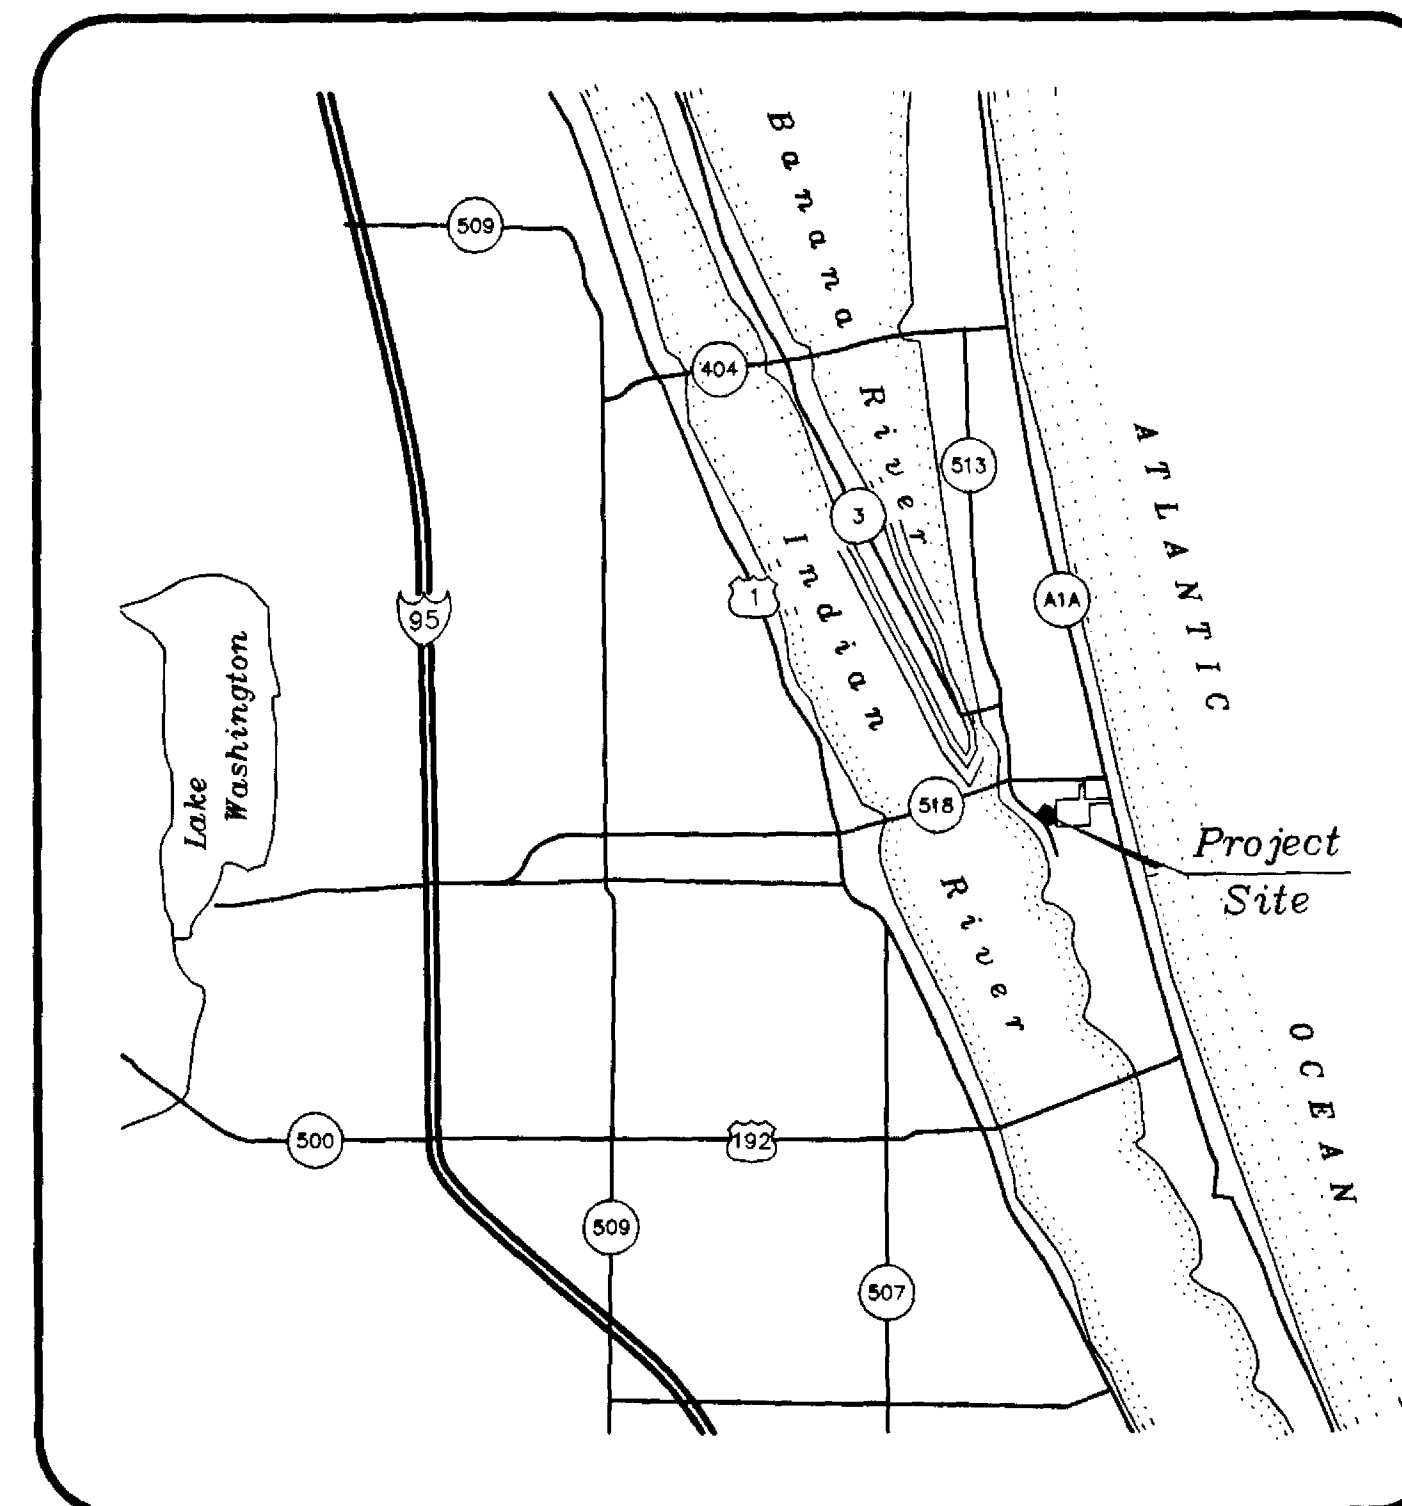 Banana
River
509
404
513
3
ATLANTIC
OCEAN
Indian
River
1
A1A
95
Lake
Washington
518
Project
Site
500
192
509
507